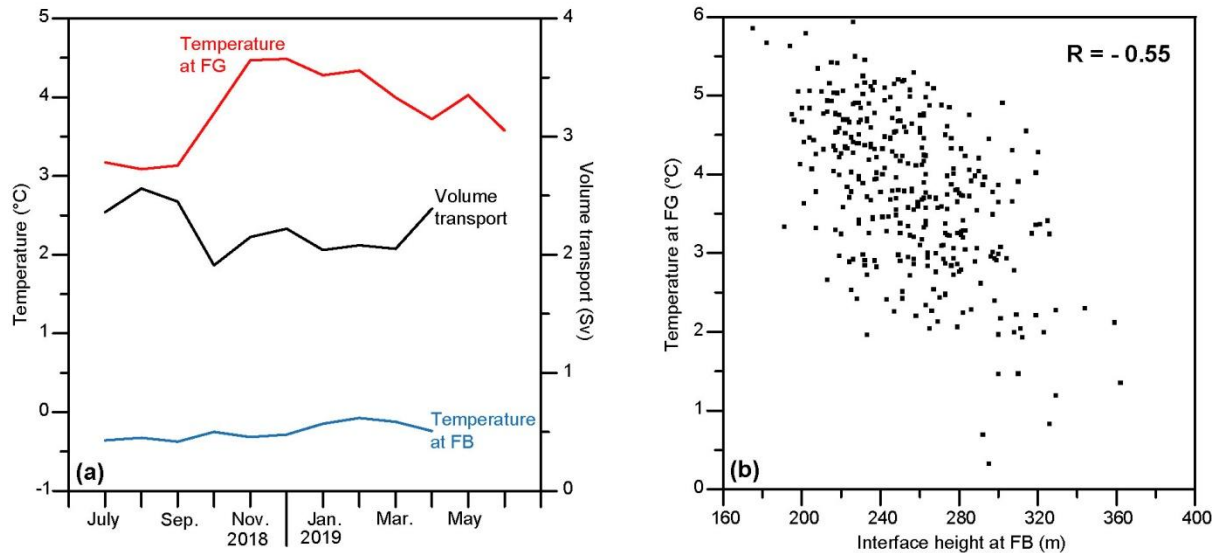 5
4
3
2
1
0
-1
Temperature (°C)
Temperature
at FG
Volume
transport
Temperature
at FB
(a)
4
3
2
1
0
Volume transport (Sv)
July
Sep.
Nov.
Jan.
Mar.
May
2018
2019
6
5
4
3
2
1
0
Temperature at FG (°C)
R = - 0.55
(b)
160
200
240
280
320
360
400
Interface height at FB (m)